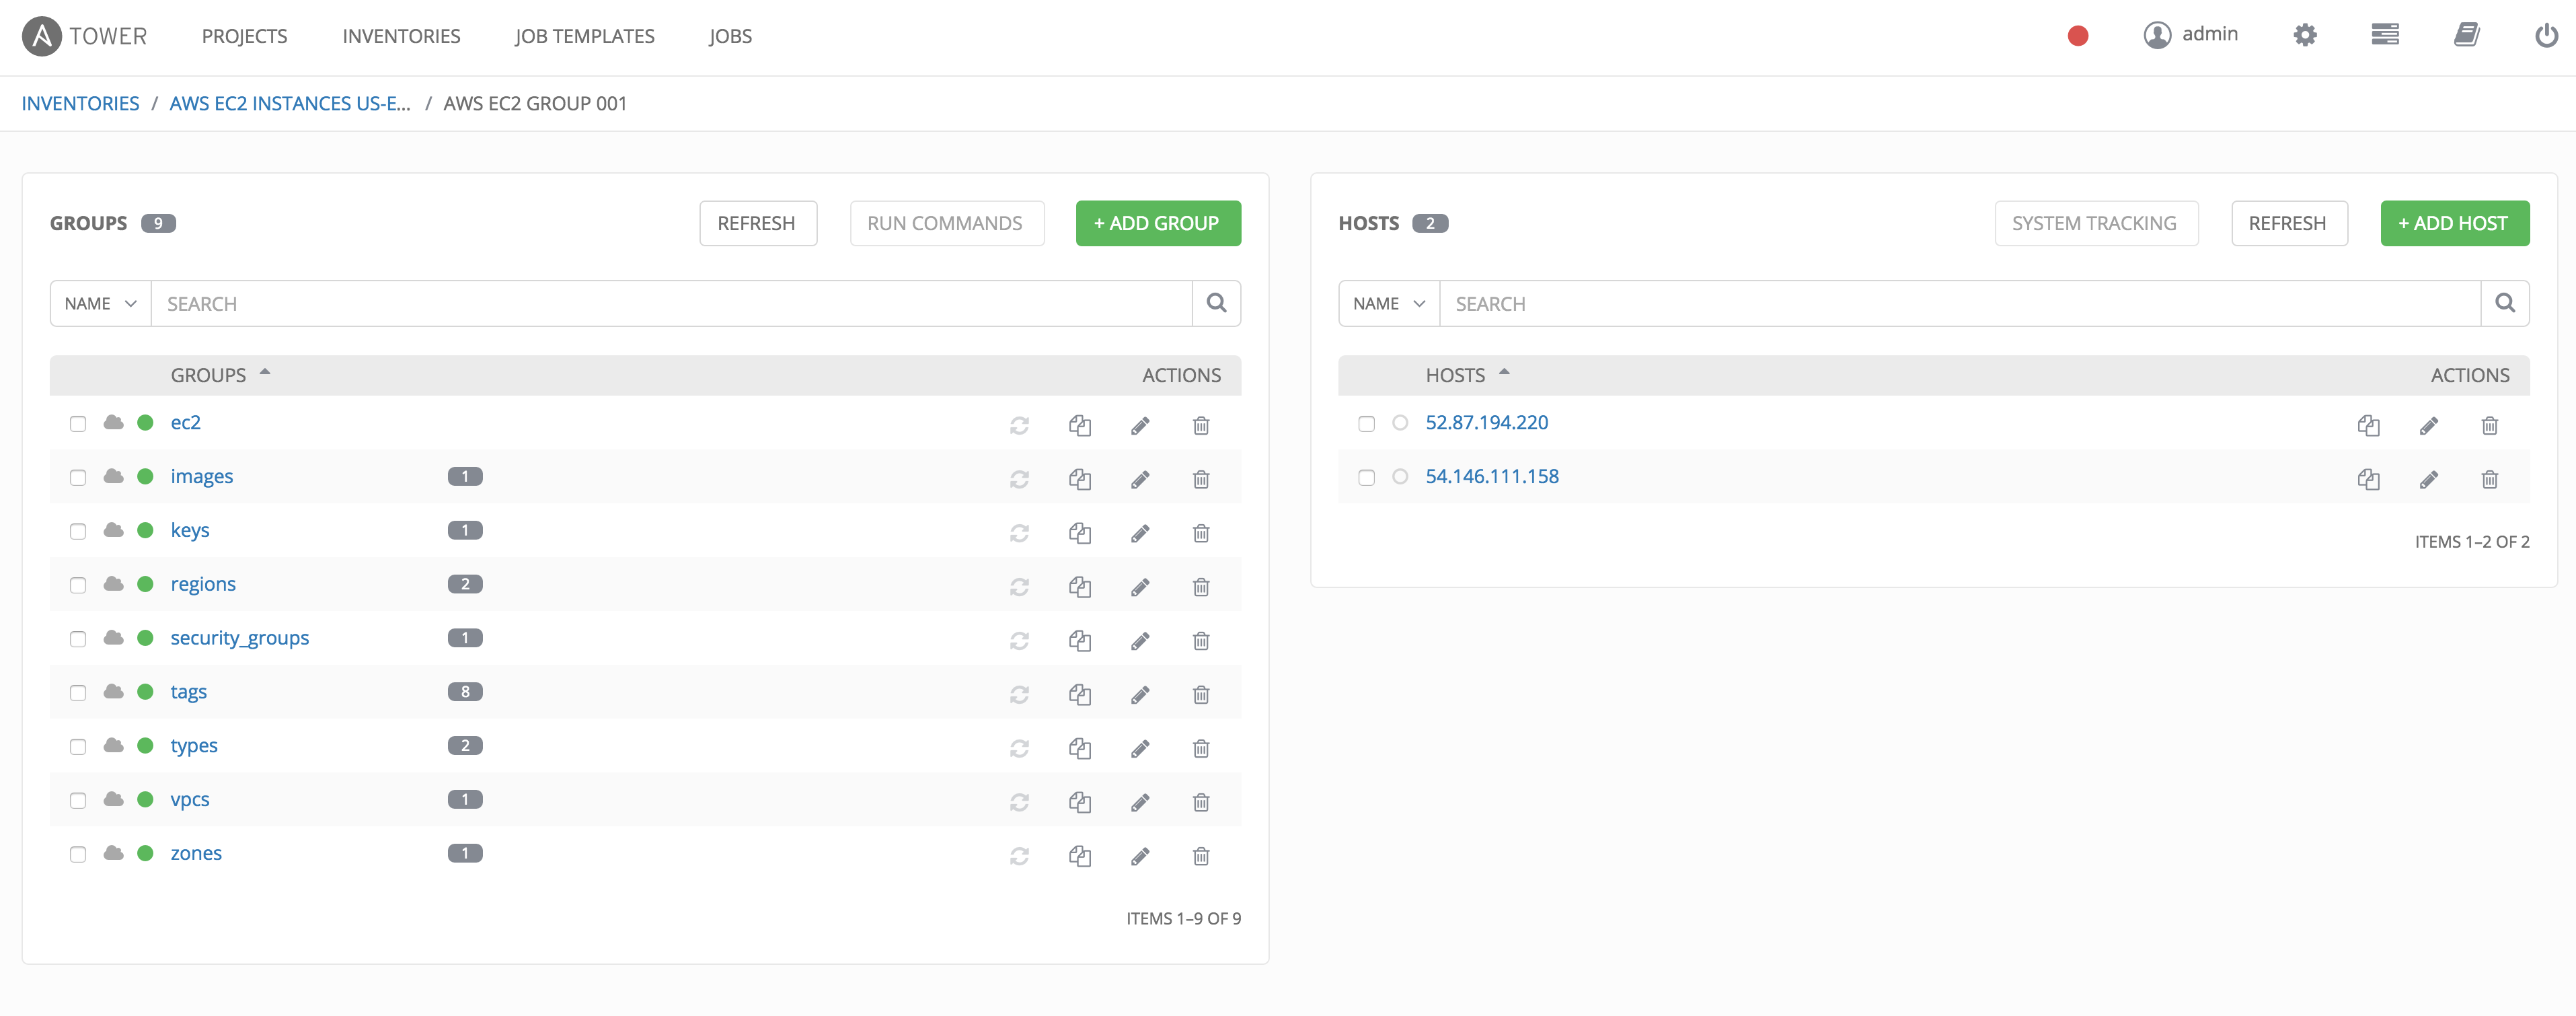 A TOWER PROJECTS INVENTORIES JOB TEMPLATES JOBS admin
INVENTORIES / AWS EC2 INSTANCES US-E... / AWS EC2 GROUP 001
GROUPS 9 REFRESH RUN COMMANDS + ADD GROUP
NAME SEARCH
GROUPS ACTIONS
ec2
images 1
keys 1
regions 2
security_groups 1
tags 8
types 2
vpcs 1
zones 1
ITEMS 1–9 OF 9
HOSTS 2 SYSTEM TRACKING REFRESH + ADD HOST
NAME SEARCH
HOSTS ACTIONS
52.87.194.220
54.146.111.158
ITEMS 1–2 OF 2